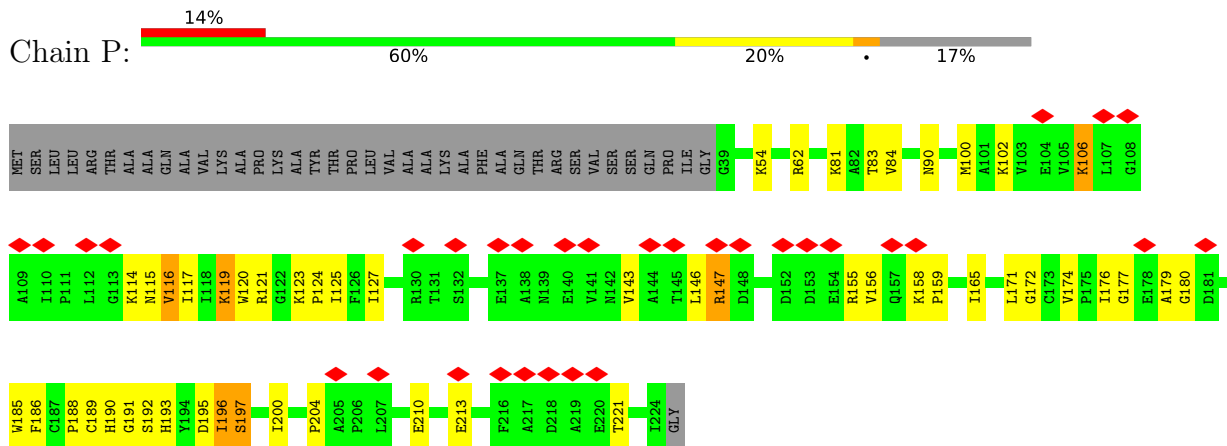 14%
Chain P:
60% 20% • 17%
MET SER LEU LEU ARG THR ALA ALA GLN ALA VAL LYS ALA PRO LYS ALA TYR THR PRO LEU VAL ALA ALA LYS ALA PHE ALA GLN THR ARG SER VAL SER SER GLN PRO ILE GLY G39 K54 R62 K81 A82 T83 V84 N90 M100 A101 K102 V103 E104 V105 K106 L107 G108
A109 I110 P111 L112 G113 K114 N115 V116 I117 I118 K119 W120 R121 G122 K123 P124 I125 F126 I127 R130 T131 S132 E137 A138 N139 E140 V141 N142 V143 A144 T145 L146 R147 D148 D152 D153 E154 R155 V156 Q157 K158 P159 I165 L171 G172 C173 V174 P175 I176 G177 E178 A179 G180 D181
W185 F186 C187 P188 C189 H190 G191 S192 H193 Y194 D195 I196 S197 I200 P204 A205 P206 L207 E210 E213 F216 A217 D218 A219 E220 T221 I224 GLY